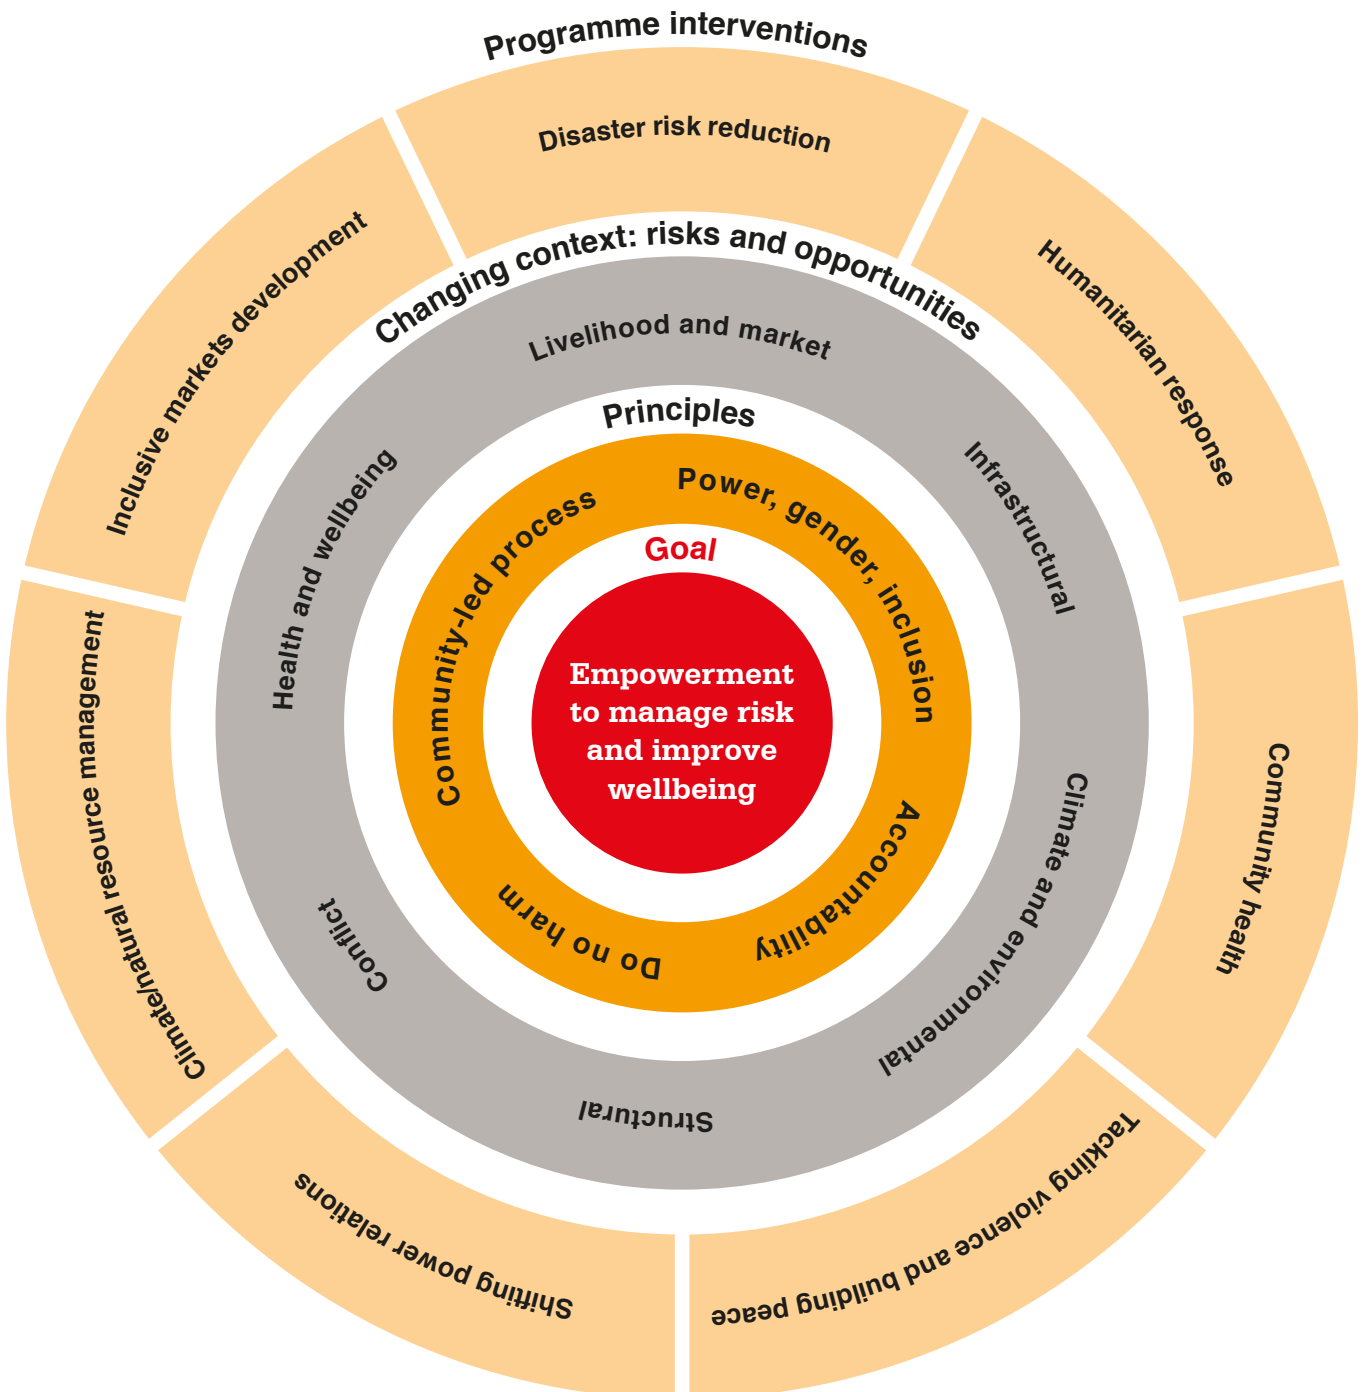 Programme interventions
Disaster risk reduction
Humanitarian response
Community health
Tackling violence and building peace
Shifting power relations
Climate/natural resource management
Inclusive markets development
Changing context: risks and opportunities
Livelihood and market
Infrastructural
Climate and environmental
Structural
Conflict
Health and wellbeing
Principles
Power, gender, inclusion
Accountability
Do no harm
Community-led process
Goal
Empowerment
to manage risk
and improve
wellbeing